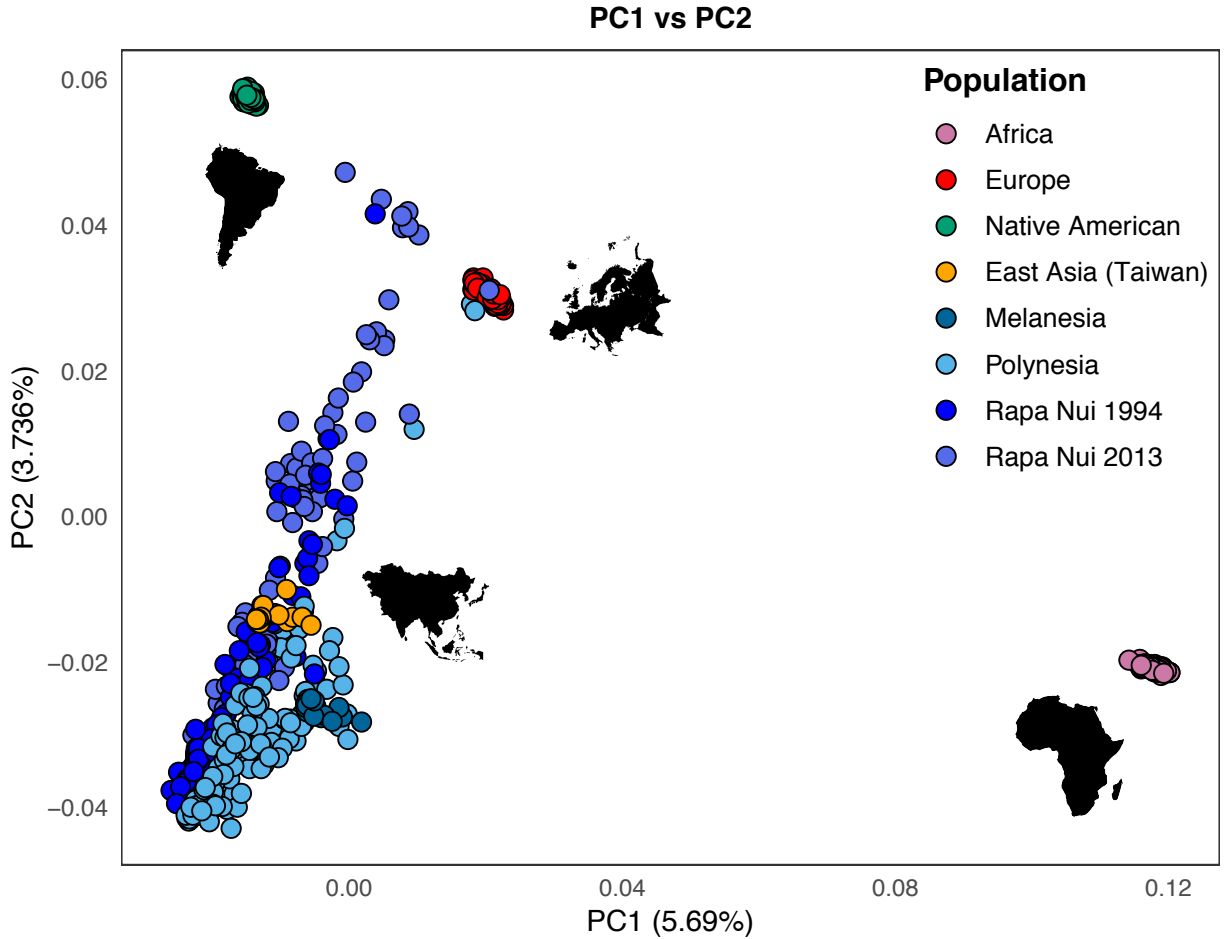 PC1 vs PC2
Population
Africa
Europe
Native American
East Asia (Taiwan)
Melanesia
Polynesia
Rapa Nui 1994
Rapa Nui 2013
PC2 (3.736%)
0.06
0.04
0.02
0.00
−0.02
−0.04
0.00 0.04 0.08 0.12
PC1 (5.69%)